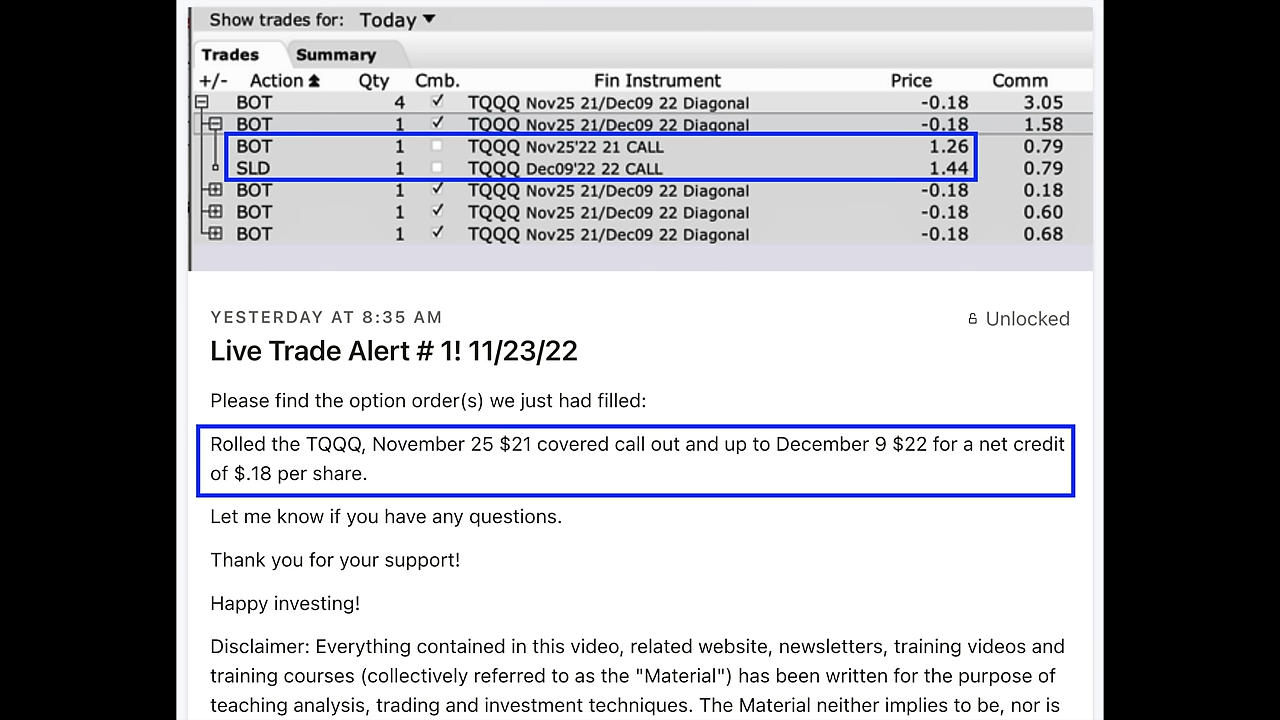 Show trades for: Today ▼
Trades Summary
+/- Action Qty Cmb. Fin Instrument Price Comm
BOT 4 ✓ TQQQ Nov25 21/Dec09 22 Diagonal -0.18 3.05
BOT 1 ✓ TQQQ Nov25 21/Dec09 22 Diagonal -0.18 1.58
BOT 1 TQQQ Nov25'22 21 CALL 1.26 0.79
SLD 1 TQQQ Dec09'22 22 CALL 1.44 0.79
BOT 1 ✓ TQQQ Nov25 21/Dec09 22 Diagonal -0.18 0.18
BOT 1 ✓ TQQQ Nov25 21/Dec09 22 Diagonal -0.18 0.60
BOT 1 ✓ TQQQ Nov25 21/Dec09 22 Diagonal -0.18 0.68
YESTERDAY AT 8:35 AM Unlocked
Live Trade Alert # 1! 11/23/22
Please find the option order(s) we just had filled:
Rolled the TQQQ, November 25 $21 covered call out and up to December 9 $22 for a net credit
of $.18 per share.
Let me know if you have any questions.
Thank you for your support!
Happy investing!
Disclaimer: Everything contained in this video, related website, newsletters, training videos and
training courses (collectively referred to as the "Material") has been written for the purpose of
teaching analysis, trading and investment techniques. The Material neither implies to be, nor is